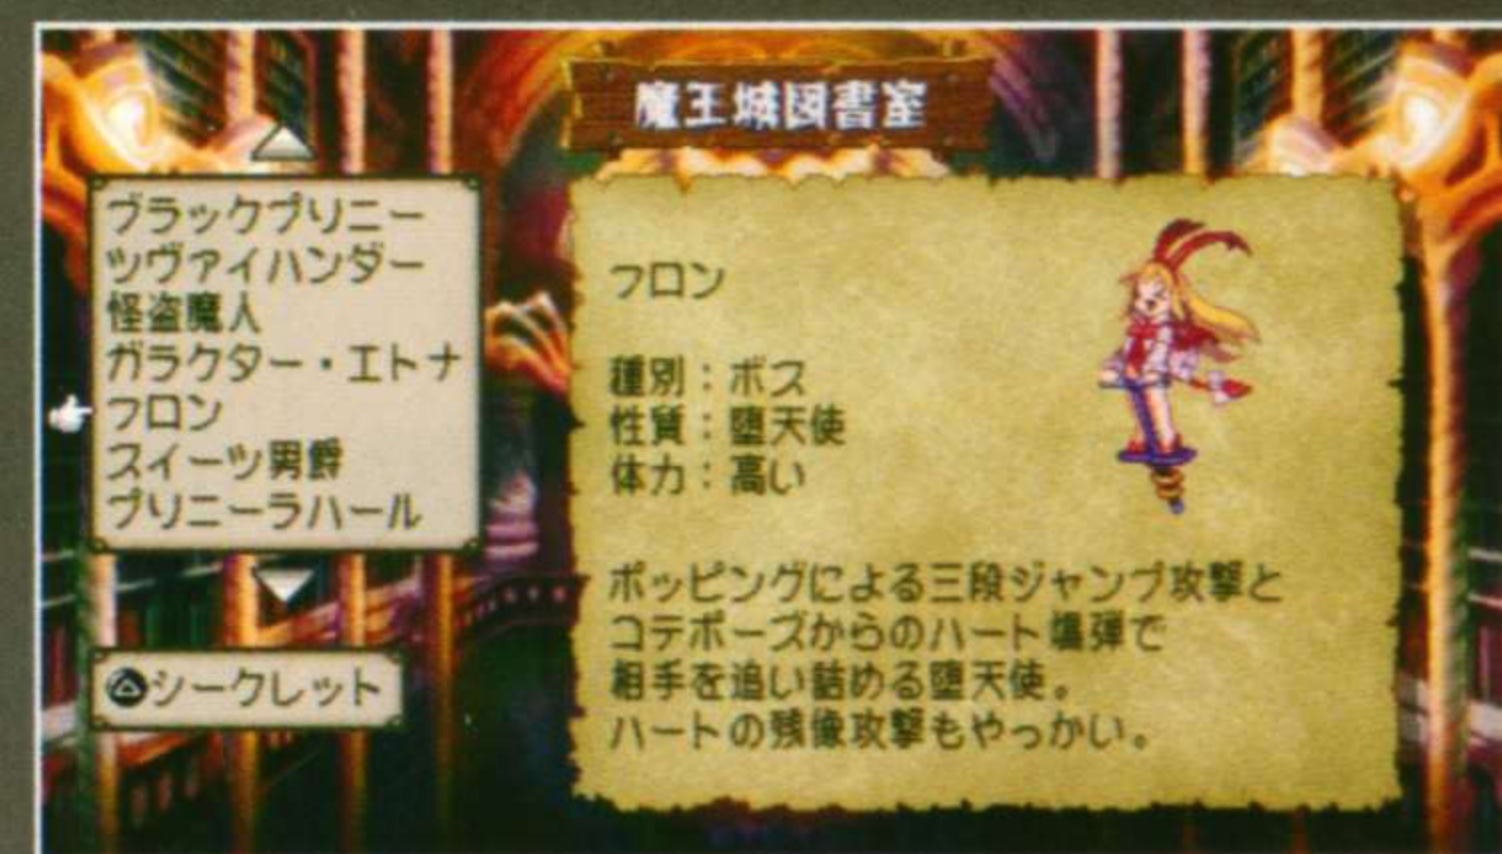 魔王城図書室
ブラックプリニー
ツヴァイハンダー
怪盗魔人
ガラクター・エトナ
フロン
スイーツ男爵
プリニーラハール
シークレット
フロン
種別：ボス
性質：堕天使
体力：高い
ポッピングによる三段ジャンプ攻撃と
コテポーズからのハート爆弾で
相手を追い詰める堕天使。
ハートの残像攻撃もやっかい。